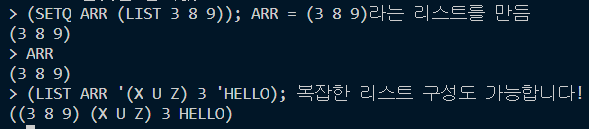 > (SETQ ARR (LIST 3 8 9)); ARR = (3 8 9)라는 리스트를 만듬
(3 8 9)
> ARR
(3 8 9)
> (LIST ARR '(X U Z) 3 'HELLO); 복잡한 리스트 구성도 가능합니다!
((3 8 9) (X U Z) 3 HELLO)